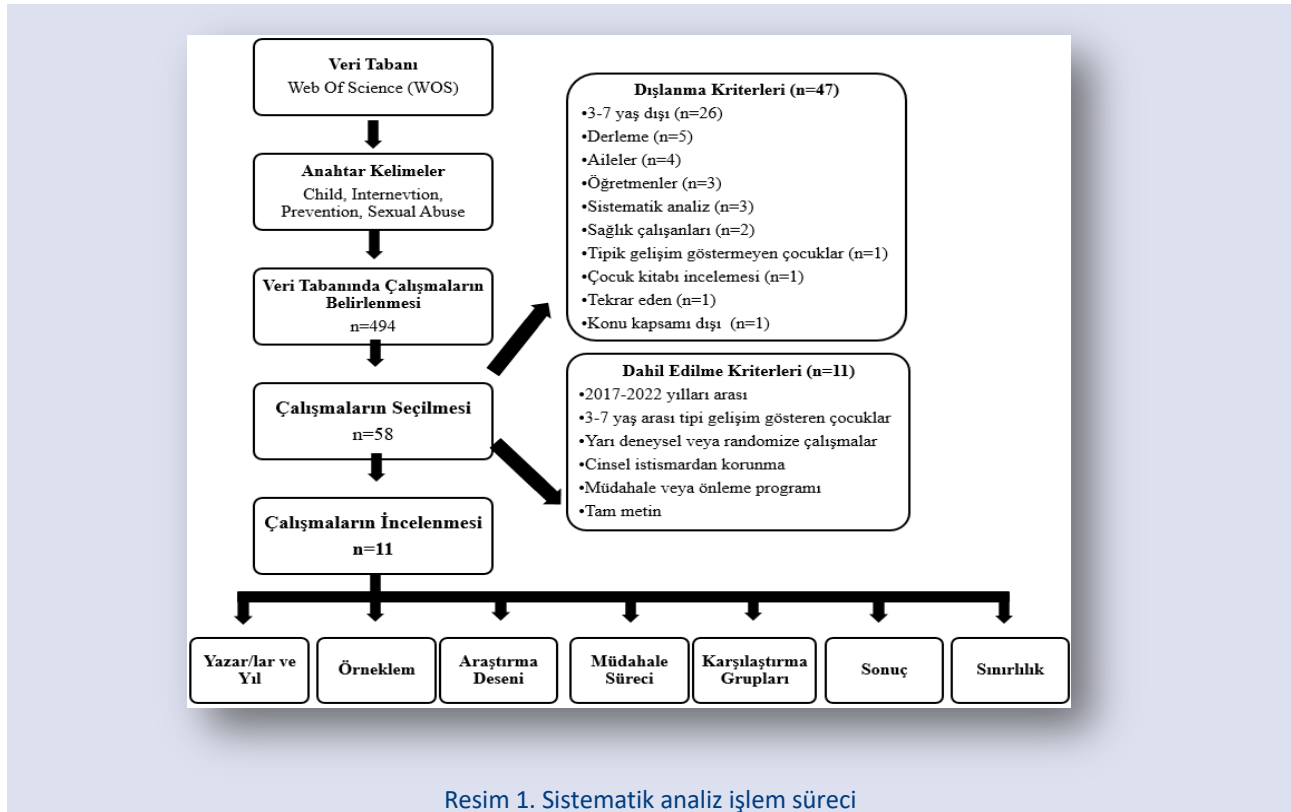 Veri Tabanı
Web Of Science (WOS)
Anahtar Kelimeler
Child, Internevtion,
Prevention, Sexual Abuse
Veri Tabanında Çalışmaların
Belirlenmesi
n=494
Çalışmaların Seçilmesi
n=58
Çalışmaların İncelenmesi
n=11
Dışlanma Kriterleri (n=47)
•3-7 yaş dışı (n=26)
•Derleme (n=5)
•Aileler (n=4)
•Öğretmenler (n=3)
•Sistematik analiz (n=3)
•Sağlık çalışanları (n=2)
•Tipik gelişim göstermeyen çocuklar (n=1)
•Çocuk kitabı incelemesi (n=1)
•Tekrar eden (n=1)
•Konu kapsamı dışı (n=1)
Dahil Edilme Kriterleri (n=11)
•2017-2022 yılları arası
•3-7 yaş arası tipi gelişim gösteren çocuklar
•Yarı deneysel veya randomize çalışmalar
•Cinsel istismardan korunma
•Müdahale veya önleme programı
•Tam metin
Yazar/lar ve
Yıl
Örneklem
Araştırma
Deseni
Müdahale
Süreci
Karşılaştırma
Grupları
Sonuç
Sınırlılık
Resim 1. Sistematik analiz işlem süreci